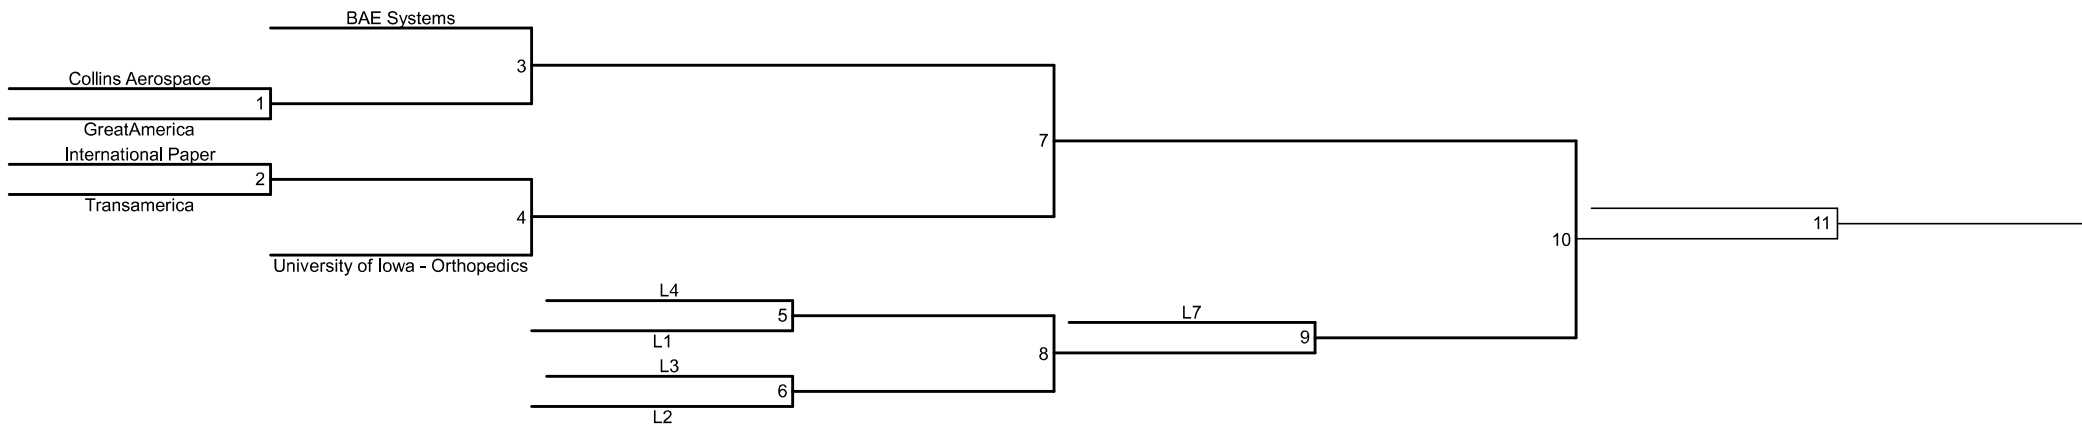 BAE Systems
3
Collins Aerospace
1
GreatAmerica
7
International Paper
2
Transamerica
4
11
10
University of Iowa - Orthopedics
L4
5
L1
L7
9
8
L3
6
L2